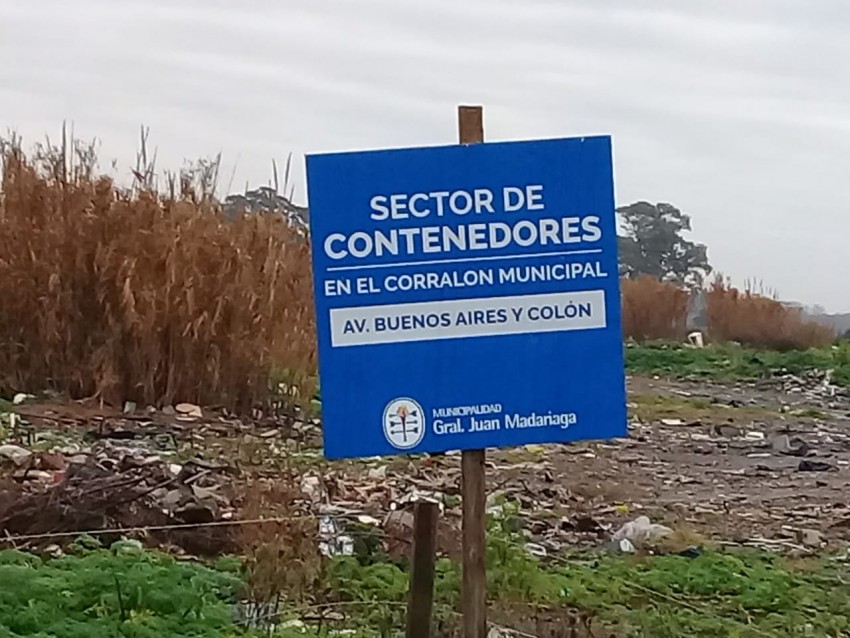 SECTOR DE
CONTENEDORES
EN EL CORRALON MUNICIPAL
AV. BUENOS AIRES Y COLÓN
MUNICIPALIDAD
Gral. Juan Madariaga